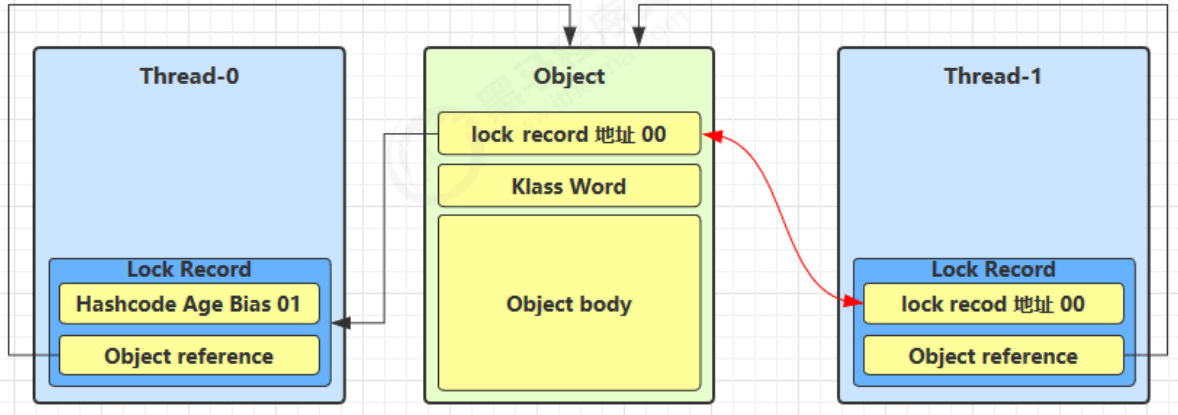 Thread-0
Lock Record
Hashcode Age Bias 01
Object reference
Object
lock record 地址 00
Klass Word
Object body
Thread-1
Lock Record
lock recod 地址 00
Object reference